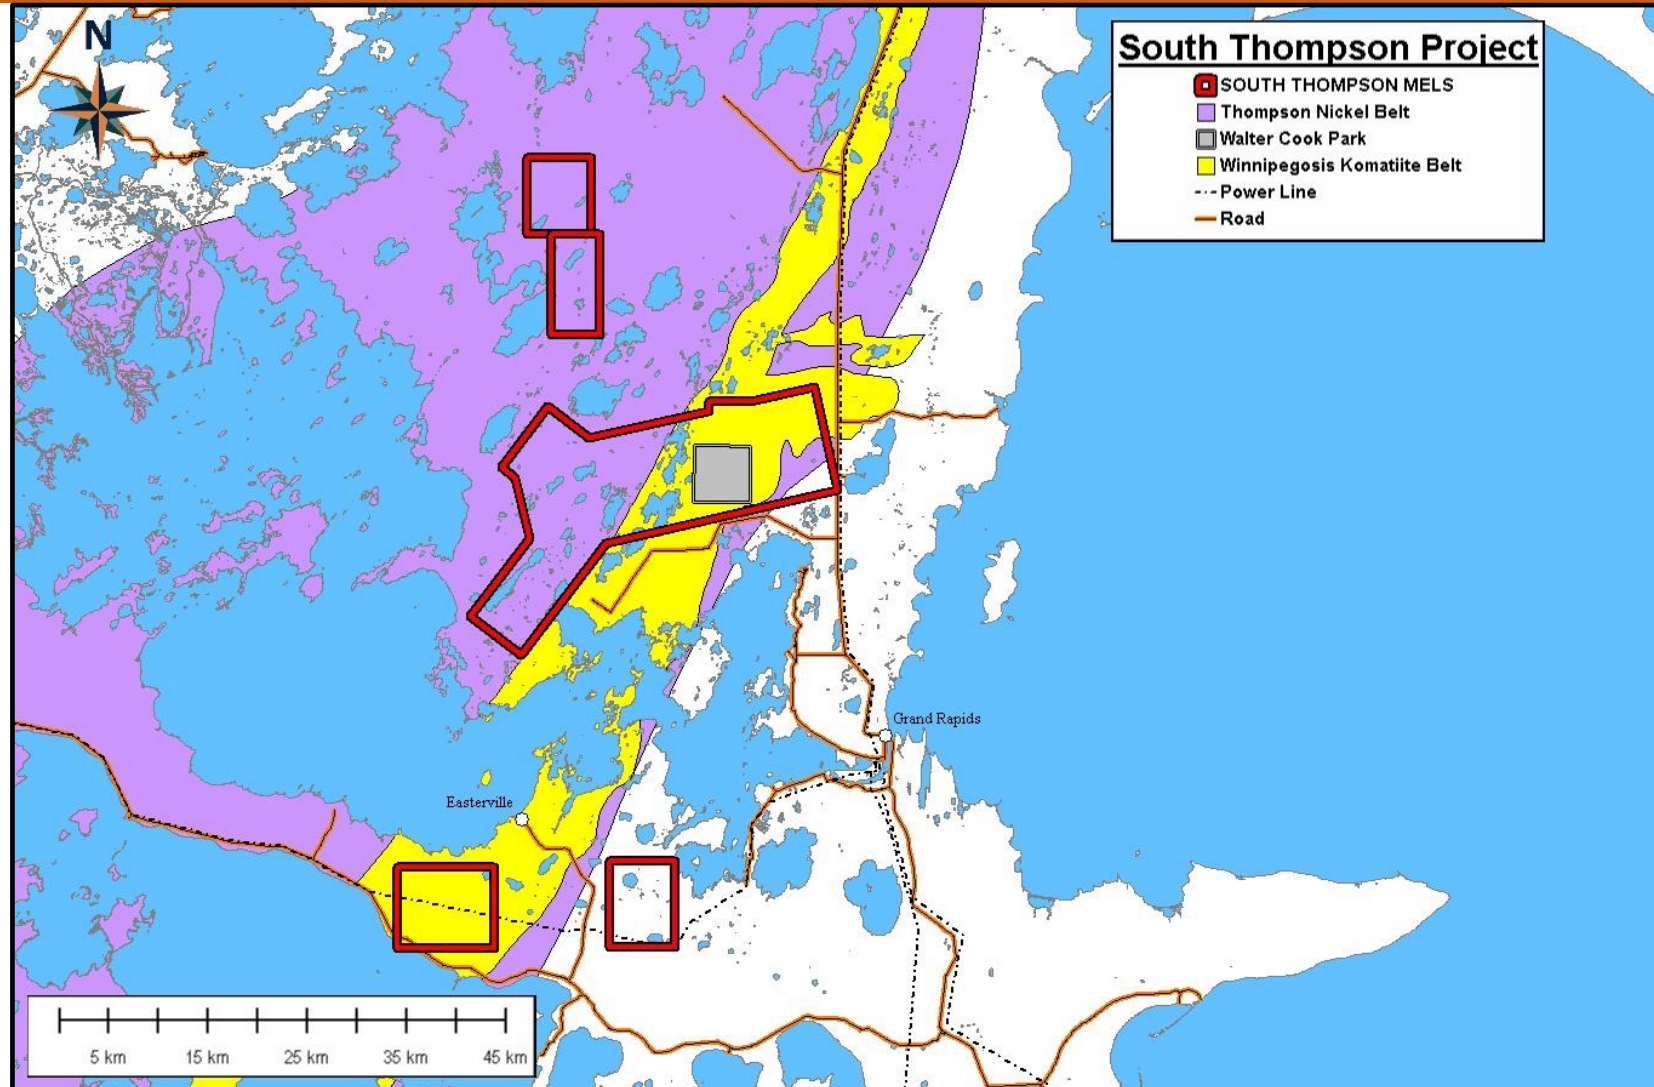 N
South Thompson Project
SOUTH THOMPSON MELS
Thompson Nickel Belt
Walter Cook Park
Winnipegosis Komatiite Belt
Power Line
Road
Grand Rapids
Easterville
5 km 15 km 25 km 35 km 45 km